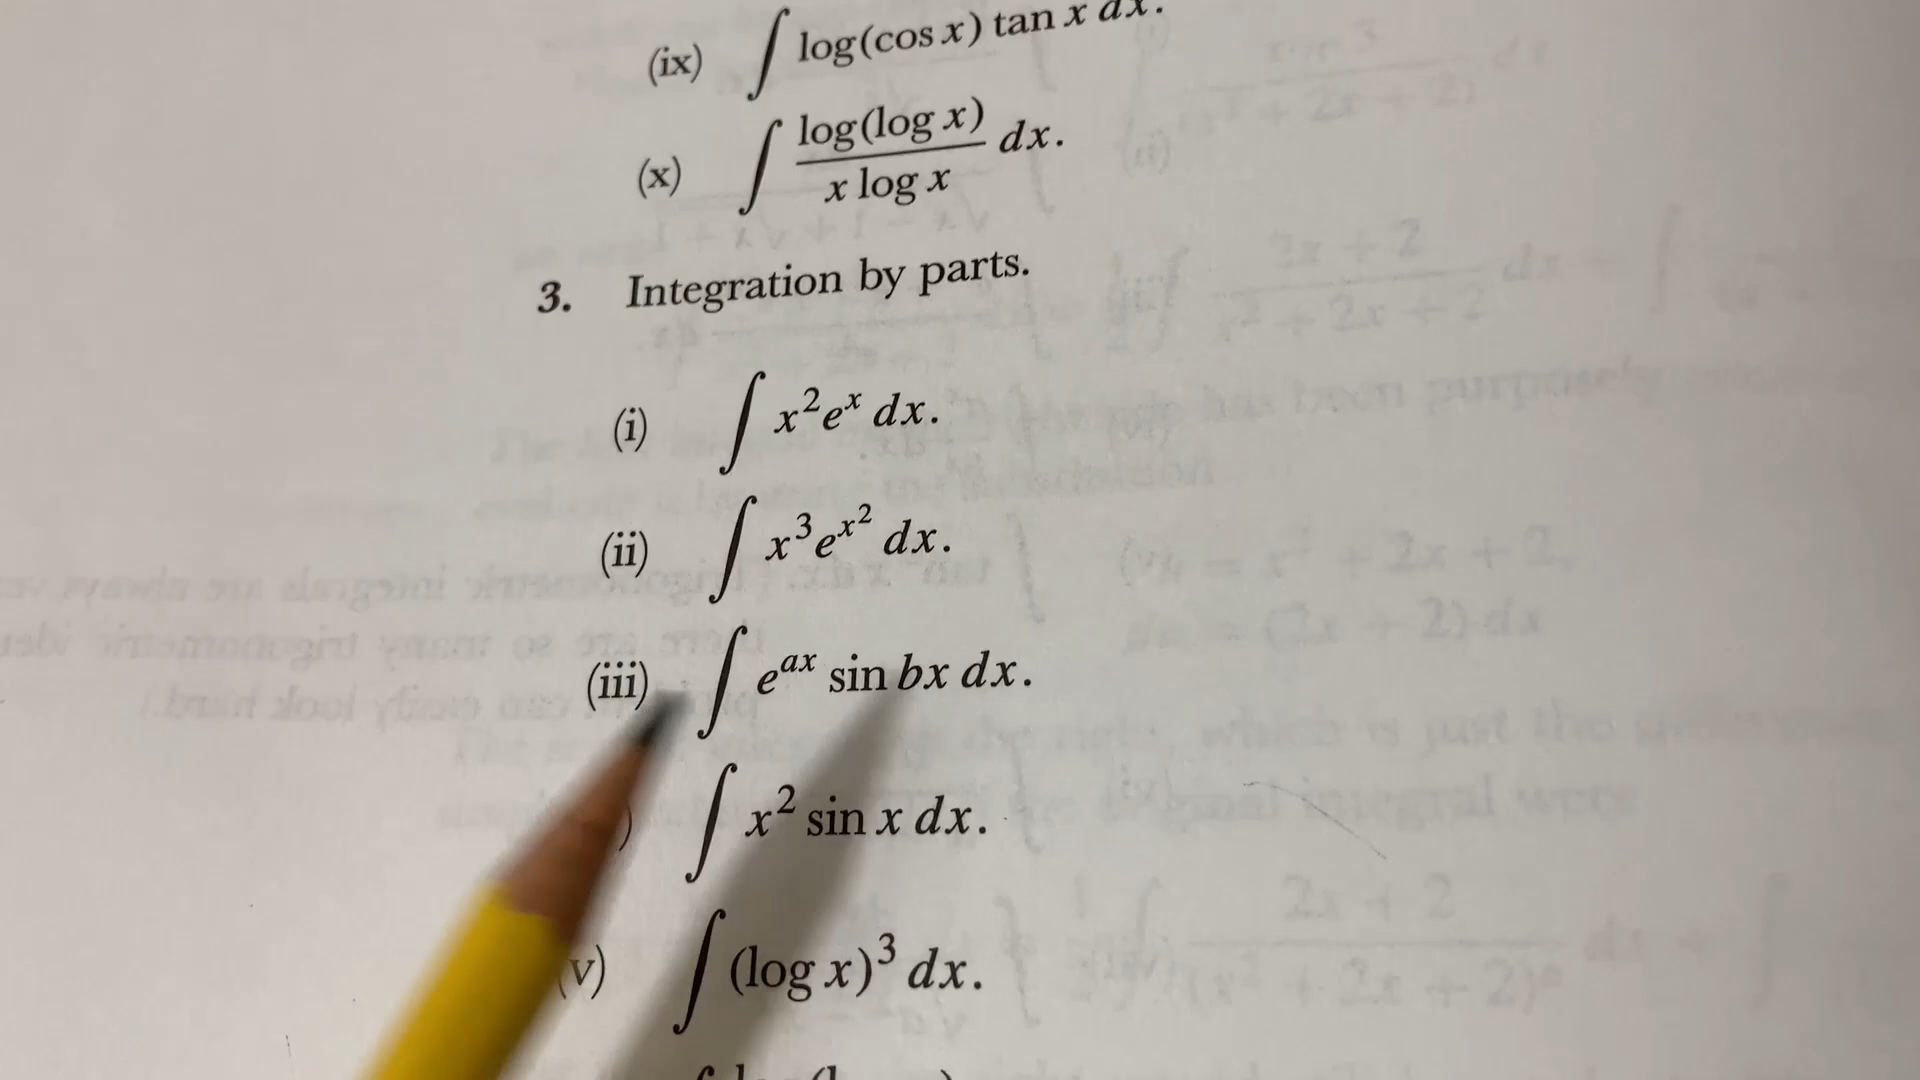 (ix) ∫ log(cos x) tan x dx.
(x) ∫ log(log x) / x log x dx.
3. Integration by parts.
(i) ∫ x²eˣ dx.
(ii) ∫ x³e^{x²} dx.
(iii) ∫ e^{ax} sin bx dx.
) ∫ x² sin x dx.
(v) ∫ (log x)³ dx.